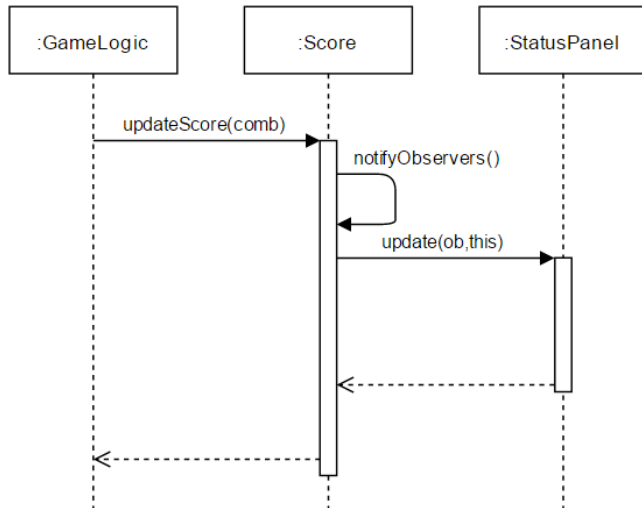 :GameLogic
:Score
:StatusPanel
updateScore(comb)
notifyObservers()
update(ob,this)